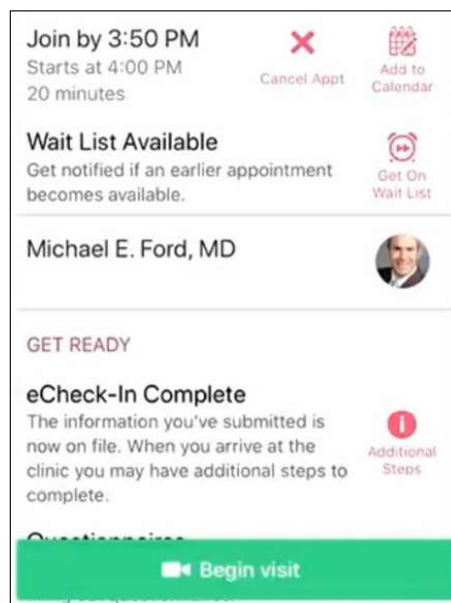 Join by 3:50 PM
Starts at 4:00 PM
20 minutes
Cancel Appt
Add to
Calendar
Wait List Available
Get notified if an earlier appointment
becomes available.
Get On
Wait List
Michael E. Ford, MD
GET READY
eCheck-In Complete
The information you've submitted is
now on file. When you arrive at the
clinic you may have additional steps to
complete.
Additional
Steps
Begin visit